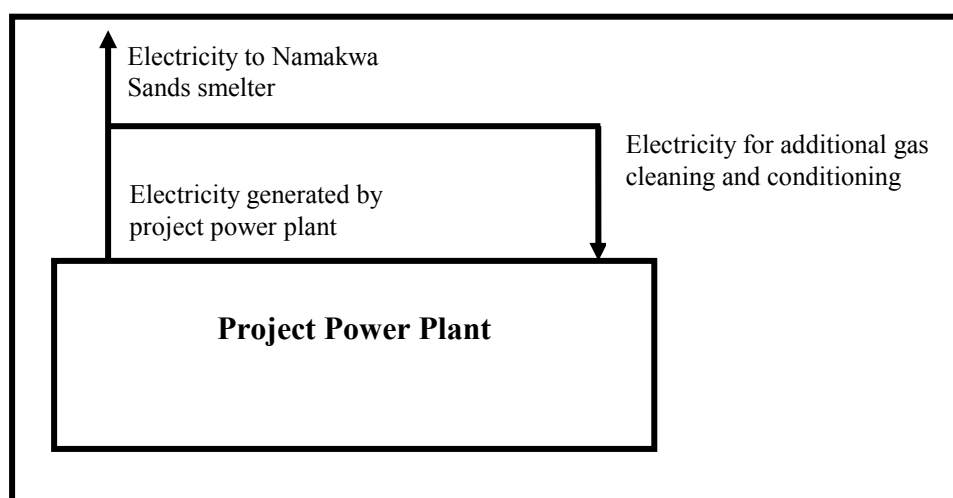 Electricity to Namakwa
Sands smelter
Electricity for additional gas
cleaning and conditioning
Electricity generated by
project power plant
Project Power Plant